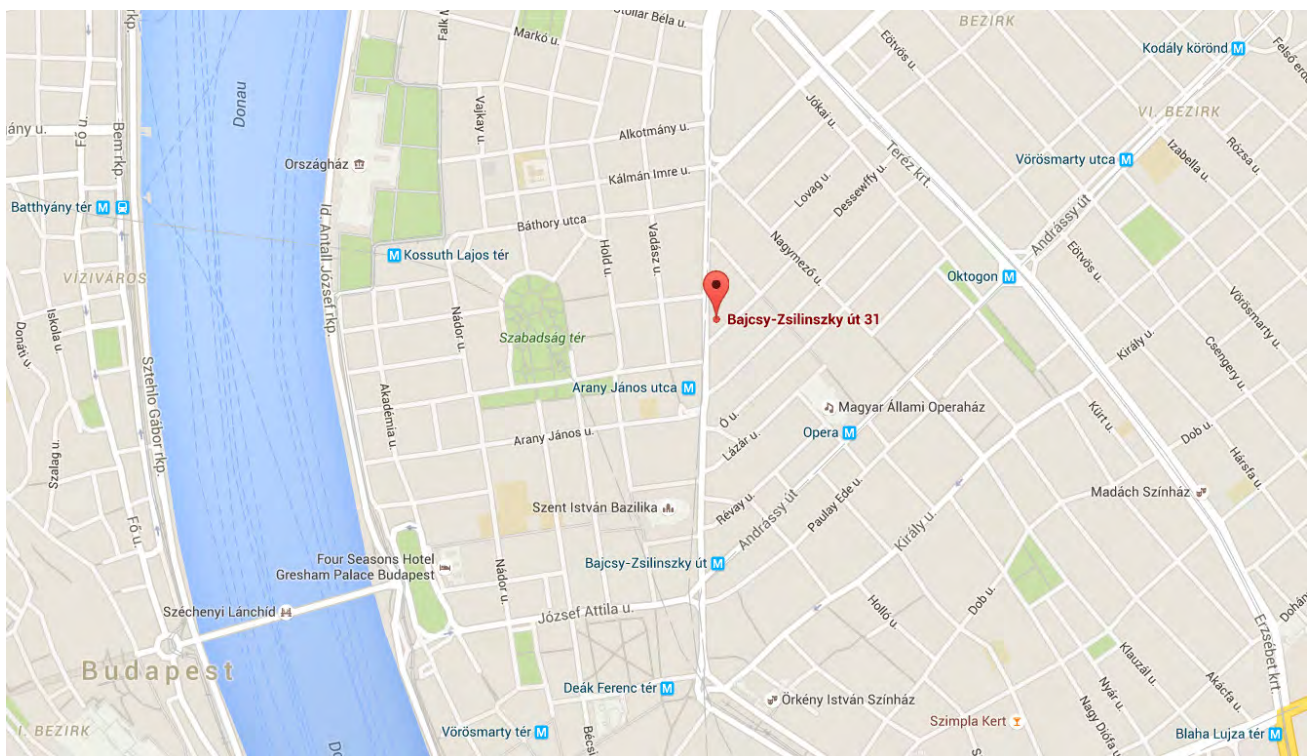 rkp.
Falk
Stollár Béla u.
Markó u.
BEZIRK
Eötvös u.
Kodály körönd
Felső
Donau
Vajkay u.
Jókai u.
VI. BEZIRK
Rózsa u.
Fő u.
Bem rkp.
Alkotmány u.
Teréz krt.
Izabella u.
Országház
Vörösmarty utca
Kálmán Imre u.
Lovag u.
Dessewffy u.
Batthyány tér
Id. Antall József rkp.
Báthory utca
Hold u.
Vadász u.
Nagymező u.
Andrássy út
Eötvös u.
Kossuth Lajos tér
VÍZIVÁROS
Oktogon
Vörösmarty u.
Donáti u.
Iskola u.
Nádor u.
Szabadság tér
Bajcsy-Zsilinszky út 31
Király u.
Csengery u.
Sztehlo Gábor rkp.
Akadémia u.
Arany János utca
Magyar Állami Operaház
Kürt u.
Arany János u.
Ó u.
Lázár u.
Opera
Dob u.
Hársfa u.
Szalag u.
Madách Színház
Szent István Bazilika
Révay u.
Andrássy út
Paulay Ede u.
Király u.
Fő u.
Four Seasons Hotel
Gresham Palace Budapest
Nádor u.
Bajcsy-Zsilinszky út
Széchenyi Lánchíd
József Attila u.
Holló u.
Dob u.
Erzsébet krt.
Budapest
Klauzál u.
Akácfa u.
Nyár u.
Deák Ferenc tér
Örkény István Színház
Nagy Diófa u.
I. BEZIRK
Vörösmarty tér
Szimpla Kert
Blaha Lujza tér